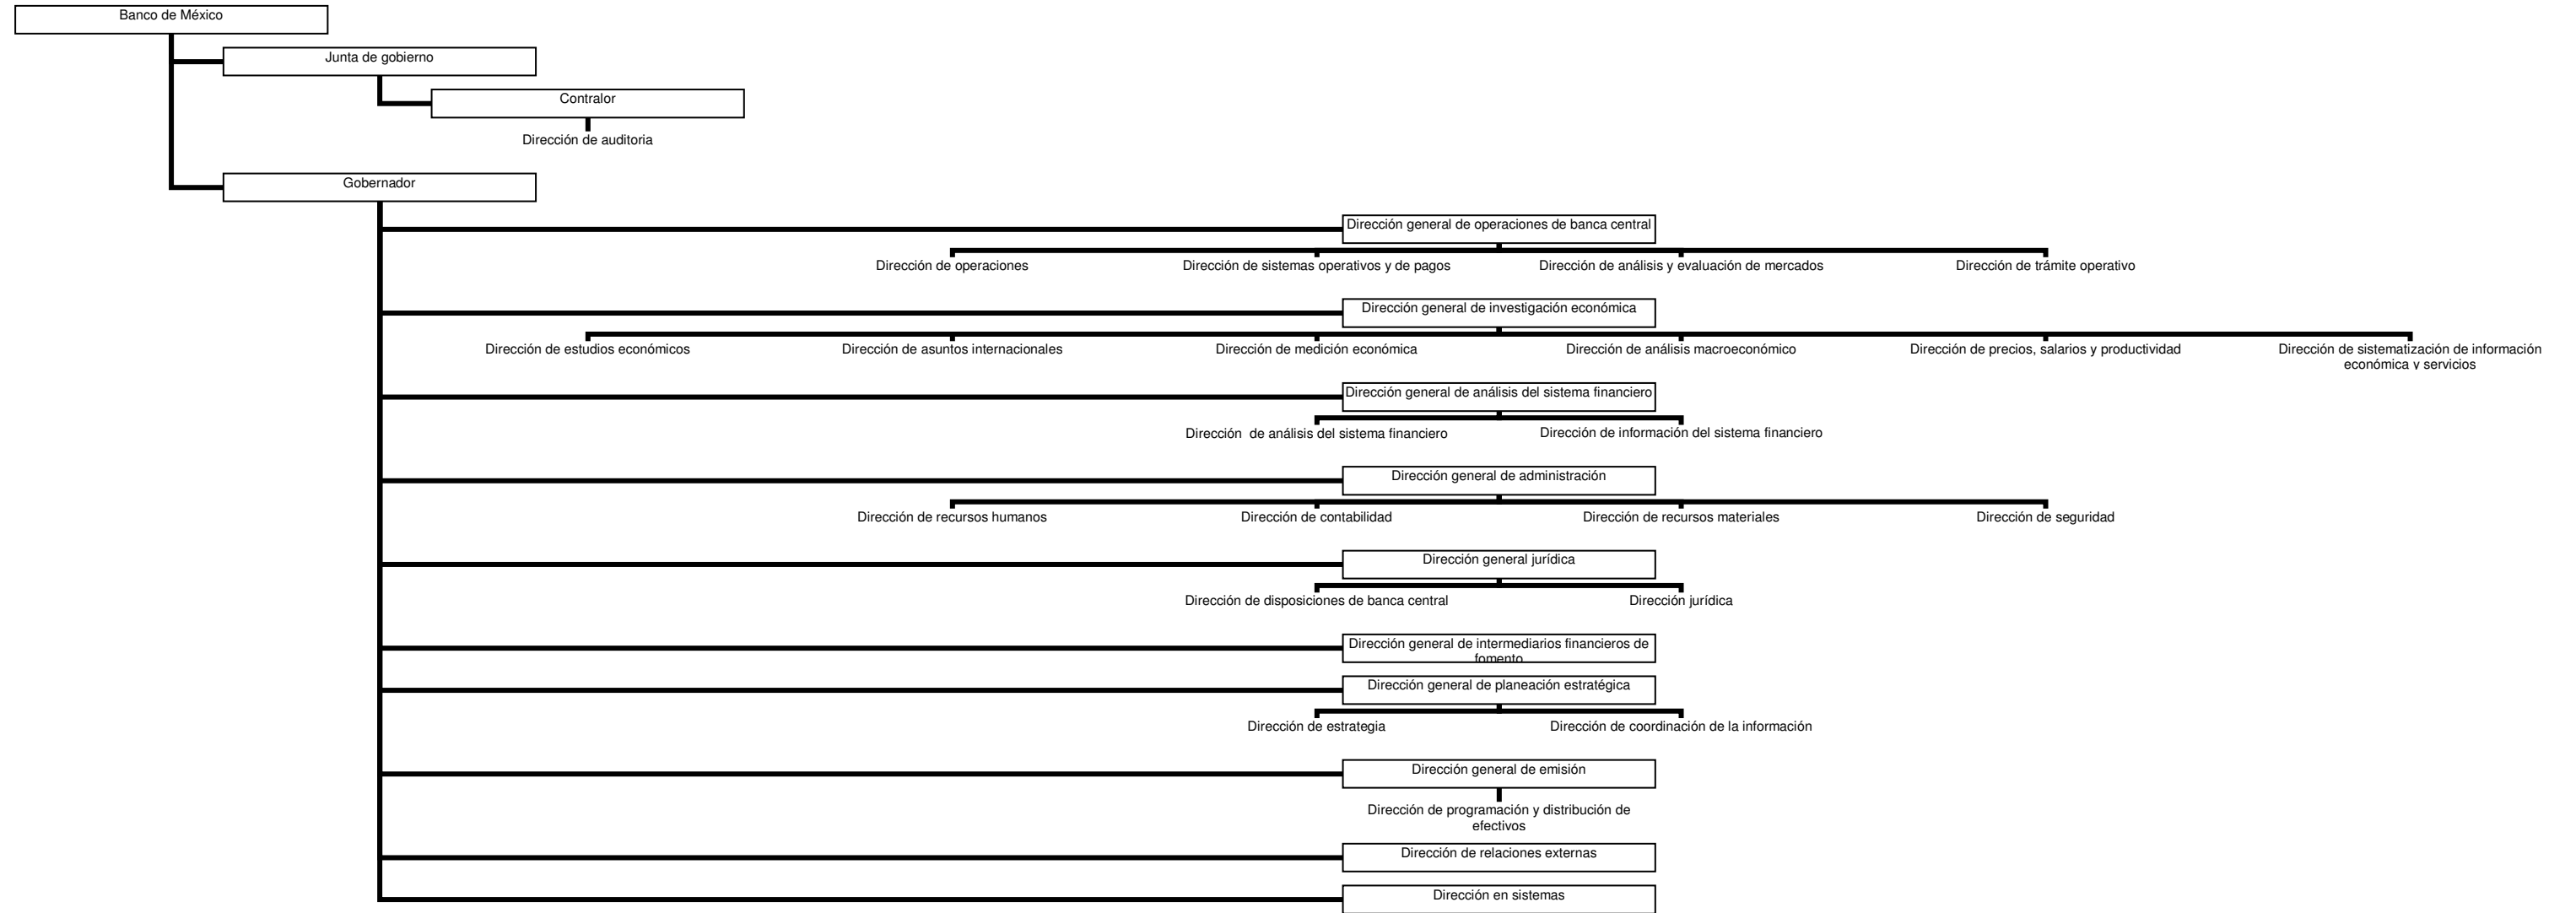 Banco de México
Junta de gobierno
Contralor
Dirección de auditoria
Gobernador
Dirección general de operaciones de banca central
Dirección de operaciones
Dirección de sistemas operativos y de pagos
Dirección de análisis y evaluación de mercados
Dirección de trámite operativo
Dirección general de investigación económica
Dirección de estudios económicos
Dirección de asuntos internacionales
Dirección de medición económica
Dirección de análisis macroeconómico
Dirección de precios, salarios y productividad
Dirección de sistematización de información
económica y servicios
Dirección general de análisis del sistema financiero
Dirección  de análisis del sistema financiero
Dirección de información del sistema financiero
Dirección general de administración
Dirección de recursos humanos
Dirección de contabilidad
Dirección de recursos materiales
Dirección de seguridad
Dirección general jurídica
Dirección de disposiciones de banca central
Dirección jurídica
Dirección general de intermediarios financieros de
fomento
Dirección general de planeación estratégica
Dirección de estrategia
Dirección de coordinación de la información
Dirección general de emisión
Dirección de programación y distribución de
efectivos
Dirección de relaciones externas
Dirección en sistemas